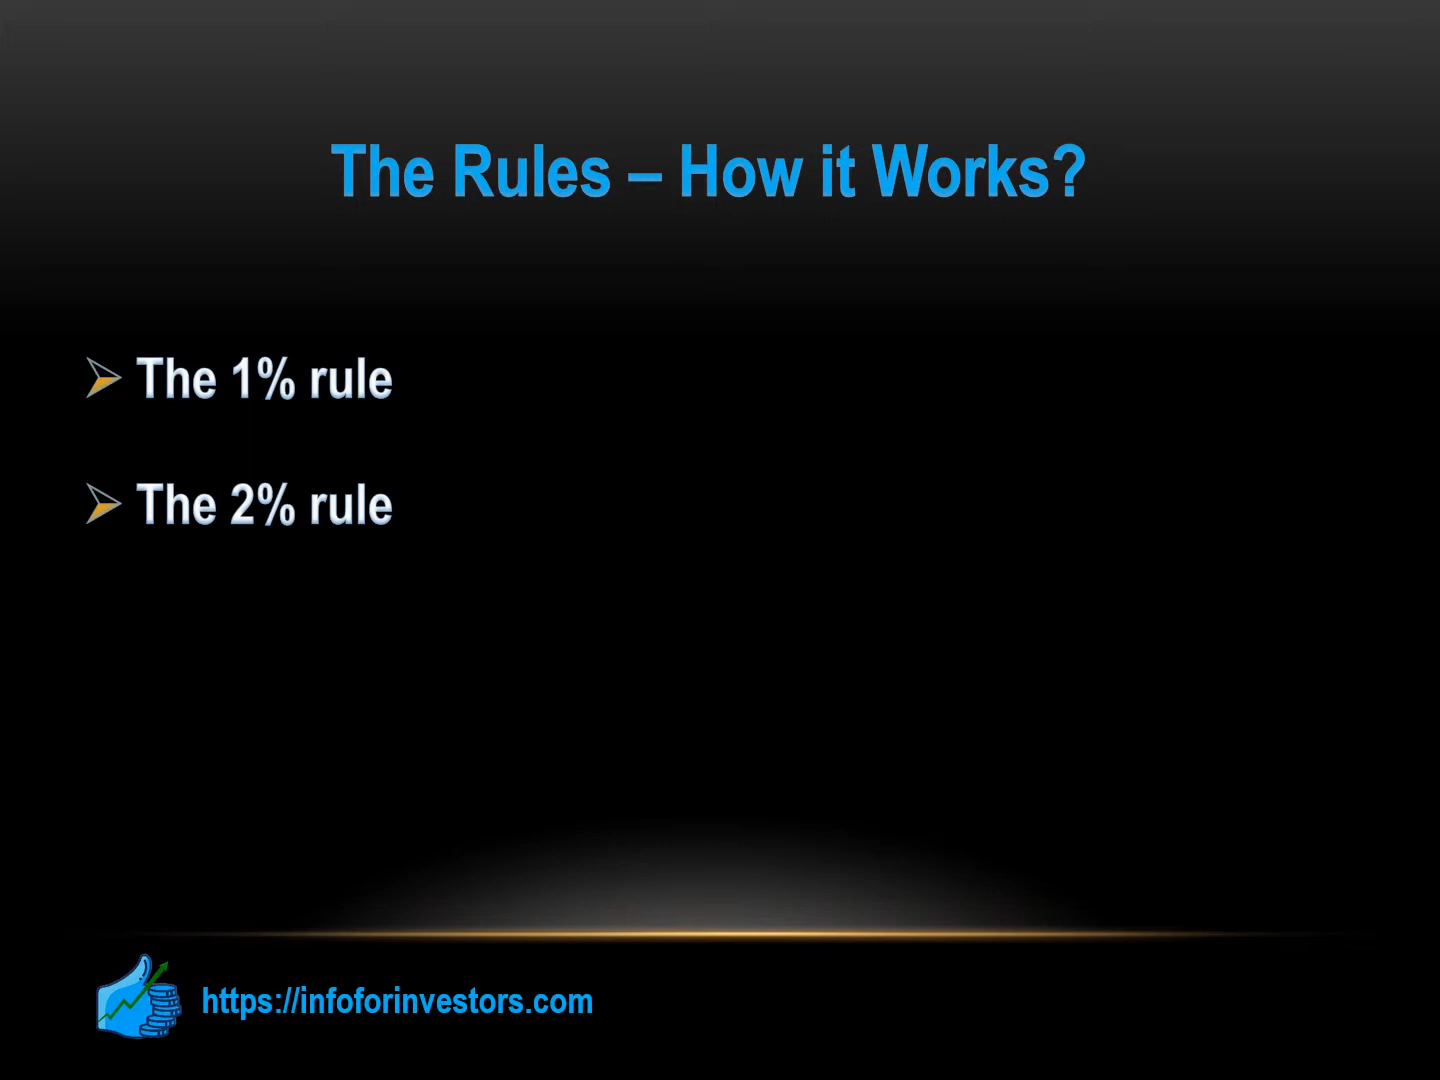 The Rules – How it Works?
The 1% rule
The 2% rule
https://infoforinvestors.com